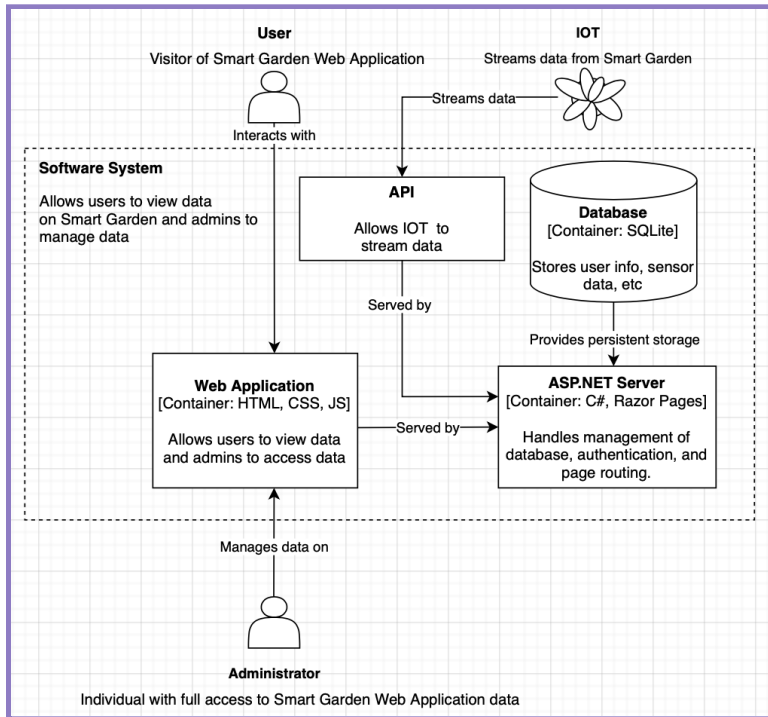 User
Visitor of Smart Garden Web Application
IOT
Streams data from Smart Garden
Streams data
Interacts with
Software System
Allows users to view data
on Smart Garden and admins to
manage data
API
Allows IOT to
stream data
Database
[Container: SQLite]
Stores user info, sensor
data, etc
Served by
Provides persistent storage
Web Application
[Container: HTML, CSS, JS]
Allows users to view data
and admins to access data
Served by
ASP.NET Server
[Container: C#, Razor Pages]
Handles management of
database, authentication, and
page routing.
Manages data on
Administrator
Individual with full access to Smart Garden Web Application data